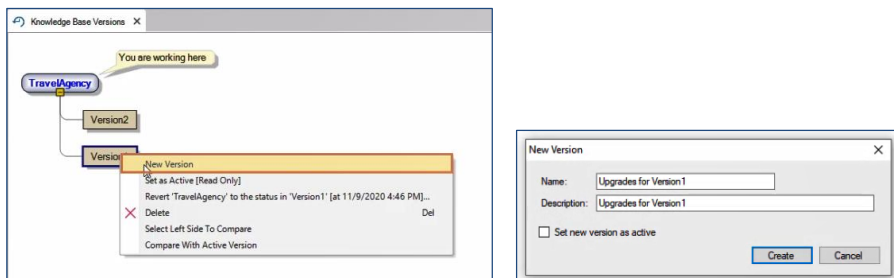 Knowledge Base Versions
You are working here
TravelAgency
Version2
Version
New Version
Set as Active [Read Only]
Revert 'TravelAgency' to the status in 'Version1' [at 11/9/2020 4:46 PM]...
Delete Del
Select Left Side To Compare
Compare With Active Version
New Version
Name: Upgrades for Version1
Description: Upgrades for Version1
Set new version as active
Create Cancel